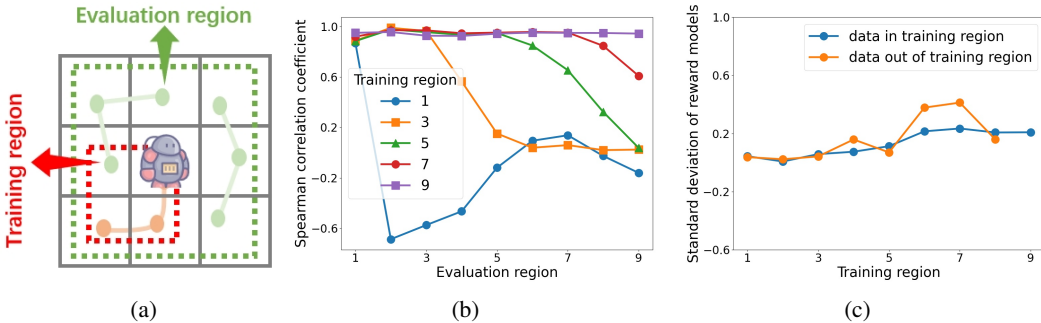 Evaluation region
Training region
(a)
Spearman correlation coefficient
1.0
0.6
0.2
−0.2
−0.6
Training region
1
3
5
7
9
1 3 5 7 9
Evaluation region
(b)
Standard deviation of reward models
1.0
0.6
0.2
−0.2
−0.6
data in training region
data out of training region
1 3 5 7 9
Training region
(c)